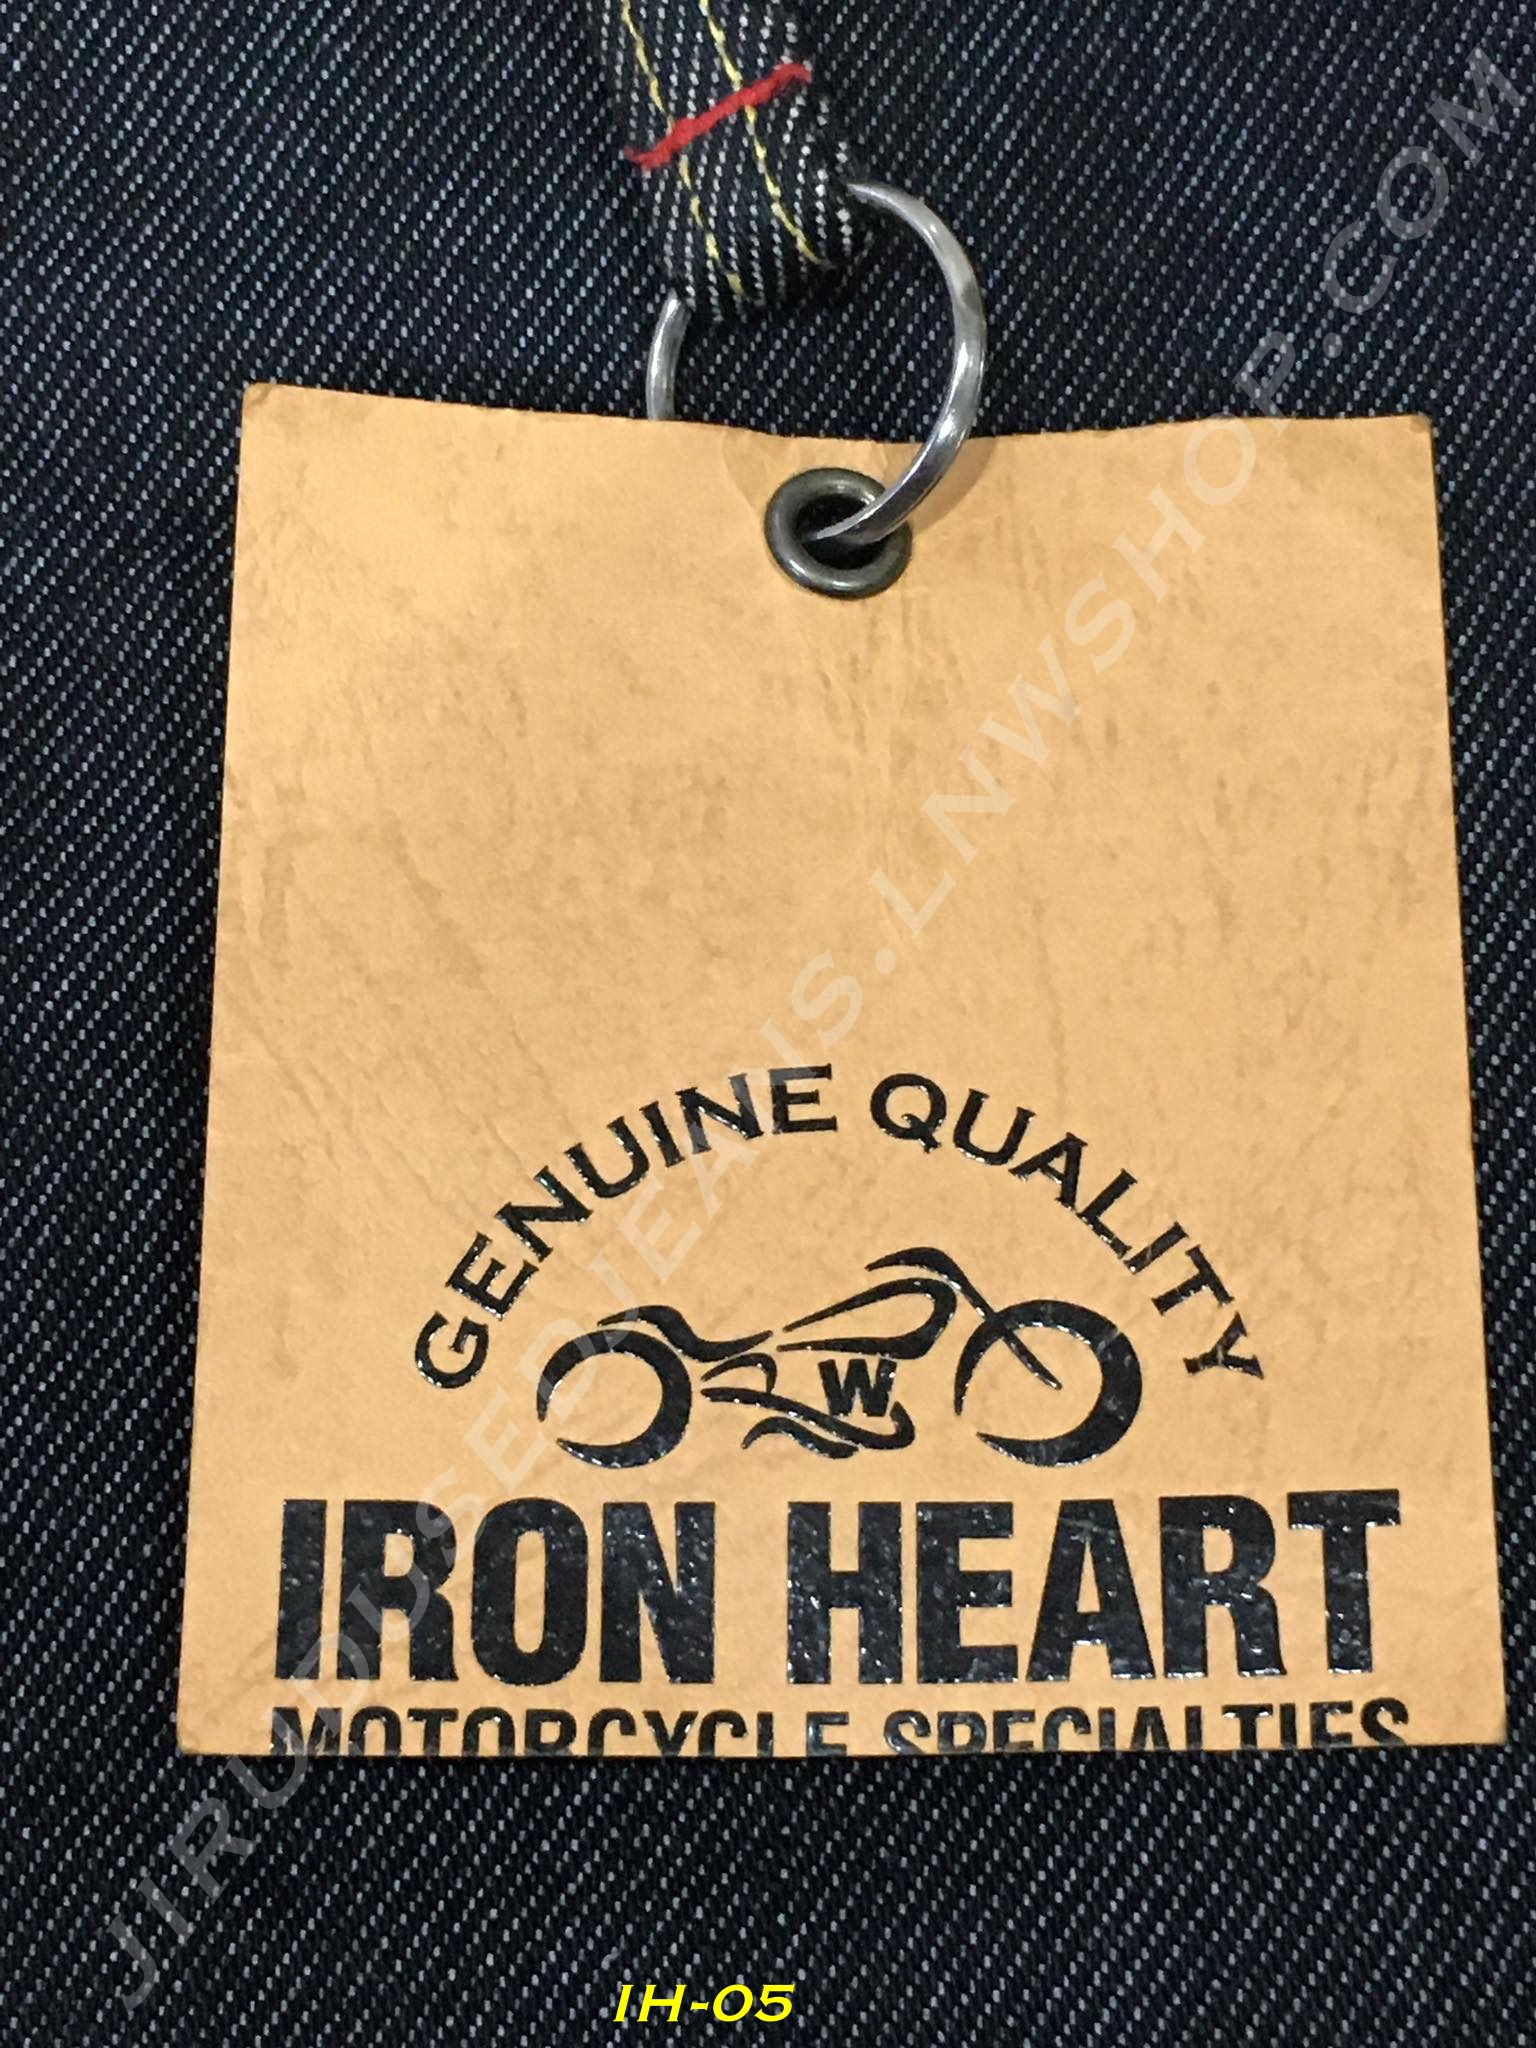 GENUINE QUALITY
W
IRON HEART
MOTORCYCLE SPECIALTIES
JIRUDUSEDJEANS.LNWSHOP.COM
IH-05